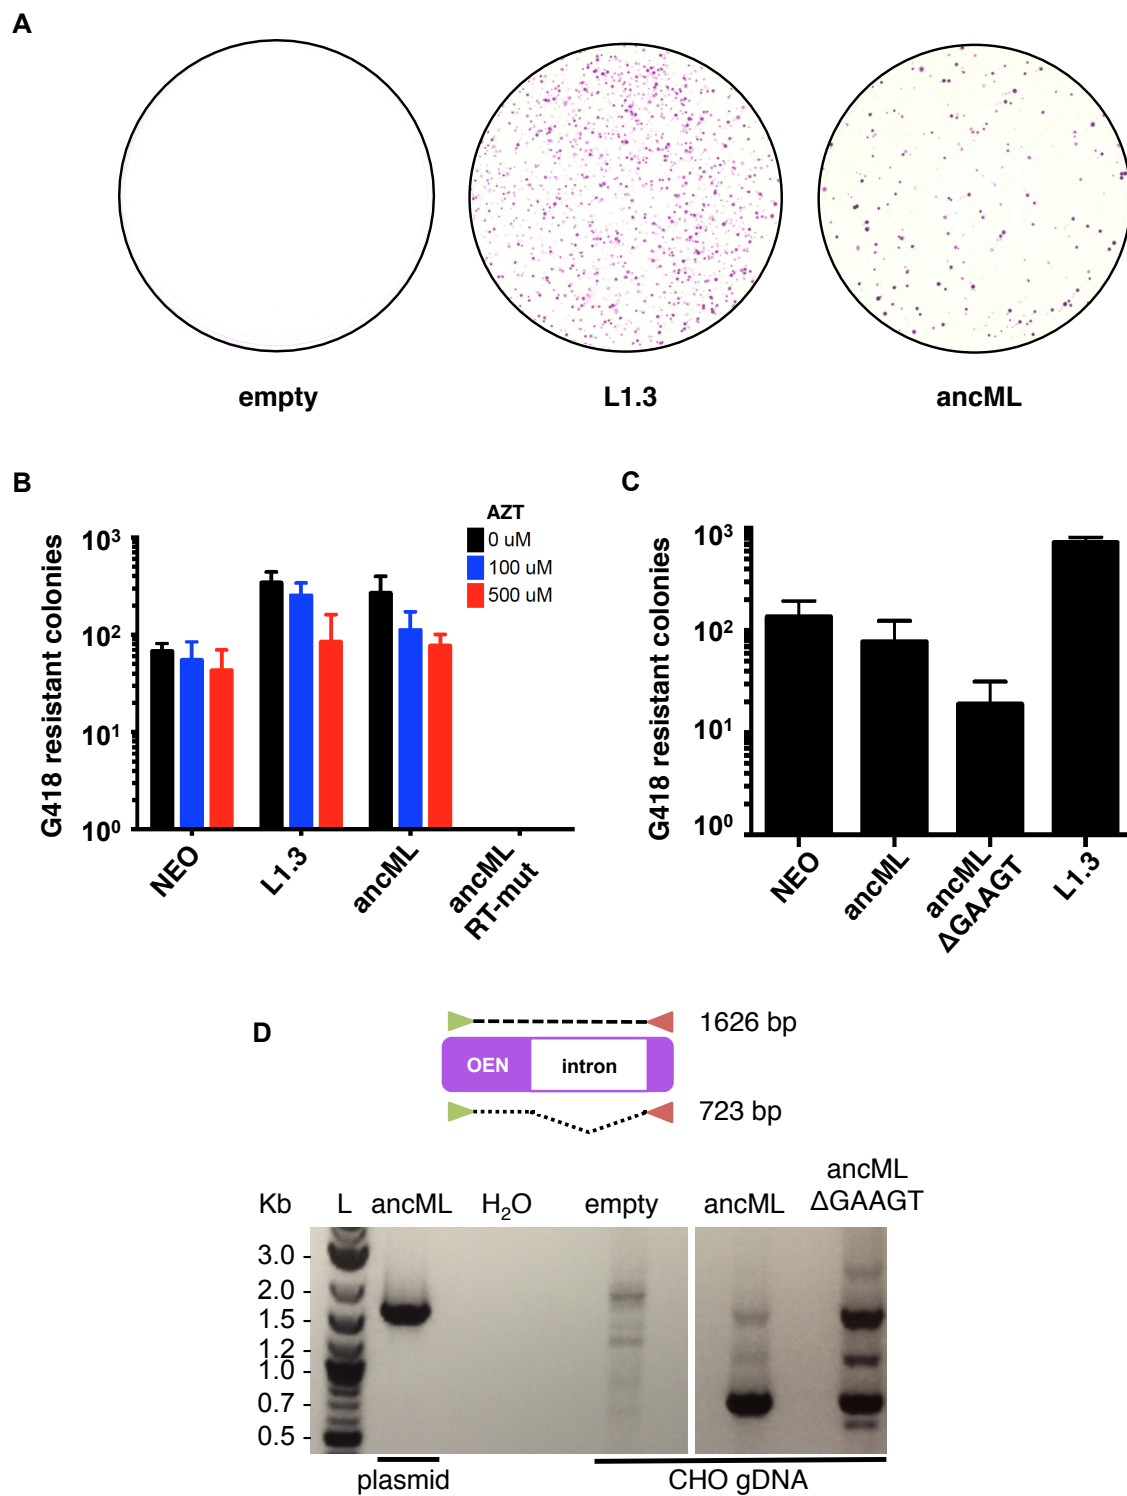 A
empty
L1.3
ancML
B
G418 resistant colonies
10³
10²
10¹
10⁰
AZT
0 uM
100 uM
500 uM
NEO
L1.3
ancML
ancML RT-mut
C
G418 resistant colonies
10³
10²
10¹
10⁰
NEO
ancML
ancML ΔGAAGT
L1.3
D
1626 bp
OEN
intron
723 bp
Kb
L
ancML
H₂O
empty
ancML
ancML
ΔGAAGT
3.0
2.0
1.5
1.2
1.0
0.7
0.5
plasmid
CHO gDNA